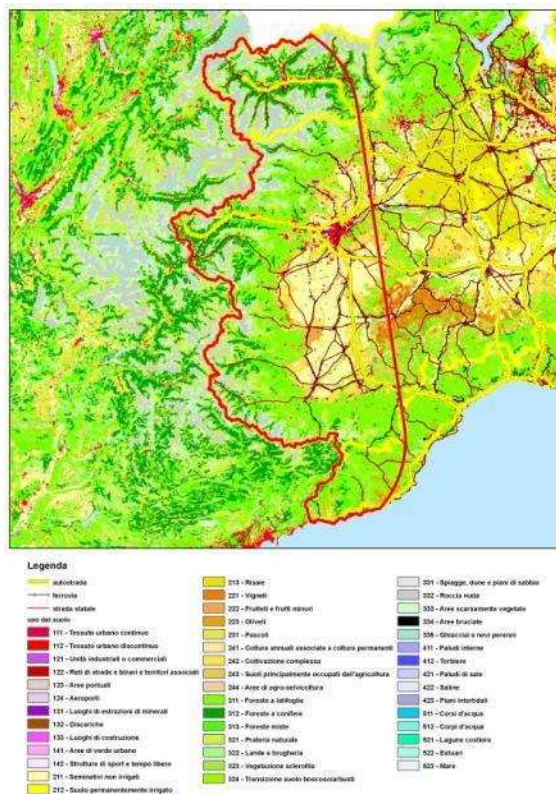 Legenda
autostrada
ferrovia
strada statale
uso del suolo
111 - Tessuto urbano continuo
112 - Tessuto urbano discontinuo
121 - Unità industriali o commerciali
122 - Reti di strade e binari e territori associati
123 - Aree portuali
124 - Aeroporti
131 - Luoghi di estrazioni di minerali
132 - Discariche
133 - Luoghi di costruzione
141 - Aree di verde urbano
142 - Strutture di sport e tempo libero
211 - Seminativi non irrigati
212 - Suolo permanentemente irrigato
213 - Risaie
221 - Vigneti
222 - Frutteti e frutti minori
223 - Oliveti
231 - Pascoli
241 - Colture annuali associate a colture permanenti
242 - Coltivazione complessa
243 - Suoli principalmente occupati dall'agricoltura
244 - Aree di agro-selvicoltura
311 - Foreste a latifoglie
312 - Foreste a conifere
313 - Foreste miste
321 - Prateria naturale
322 - Lande e brugherie
323 - Vegetazione sclerofila
324 - Transizione suolo boscoso/arbusti
331 - Spiagge, dune e piani di sabbia
332 - Roccia nuda
333 - Aree scarsamente vegetate
334 - Aree bruciate
335 - Ghiacciai e nevi perenni
411 - Paludi interne
412 - Torbiere
421 - Paludi di sale
422 - Saline
423 - Piani intertidali
511 - Corsi d'acqua
512 - Corpi d'acqua
521 - Lagune costiere
522 - Estuari
523 - Mare